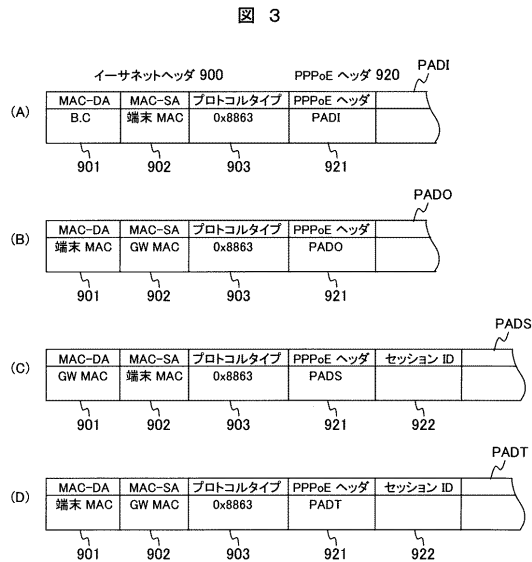 図 3
イーサネットヘッダ 900 PPPoE ヘッダ 920 PADI
(A) MAC-DA MAC-SA プロトコルタイプ PPPoE ヘッダ
B.C 端末 MAC 0x8863 PADI
901 902 903 921
PADO
(B) MAC-DA MAC-SA プロトコルタイプ PPPoE ヘッダ
端末 MAC GW MAC 0x8863 PADO
901 902 903 921
PADS
(C) MAC-DA MAC-SA プロトコルタイプ PPPoE ヘッダ セッション ID
GW MAC 端末 MAC 0x8863 PADS
901 902 903 921 922
PADT
(D) MAC-DA MAC-SA プロトコルタイプ PPPoE ヘッダ セッション ID
端末 MAC GW MAC 0x8863 PADT
901 902 903 921 922